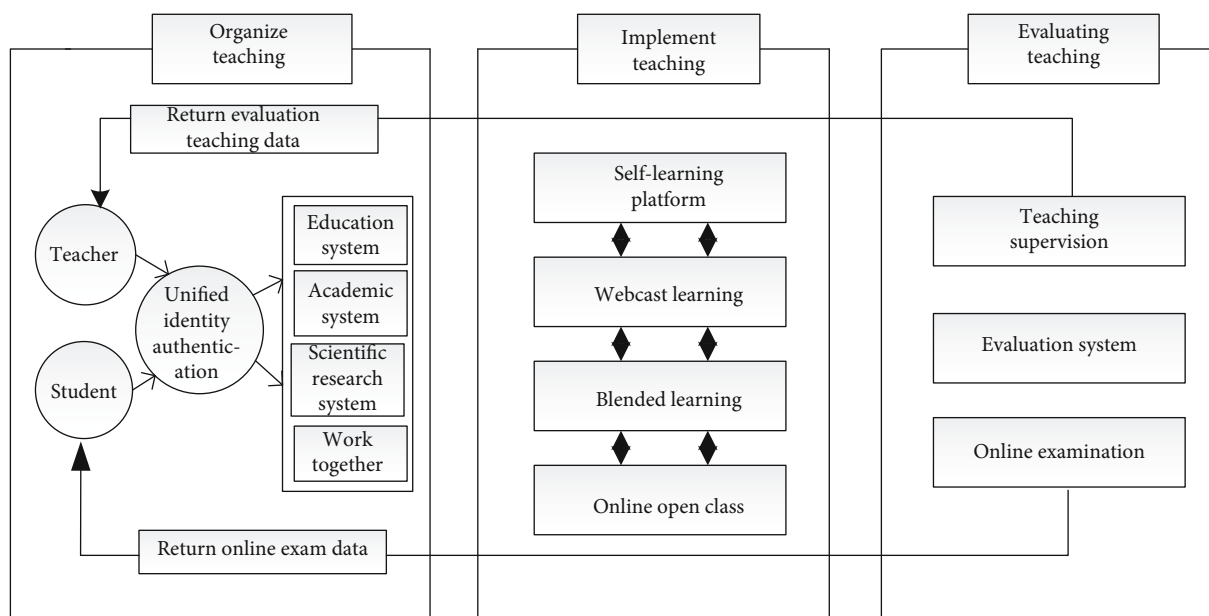 Organize
teaching
Implement
teaching
Evaluating
teaching
Return evaluation
teaching data
Teacher
Student
Unified
identity
authentic-
ation
Education
system
Academic
system
Scientific
research
system
Work
together
Return online exam data
Self-learning
platform
Webcast learning
Blended learning
Online open class
Teaching
supervision
Evaluation system
Online examination